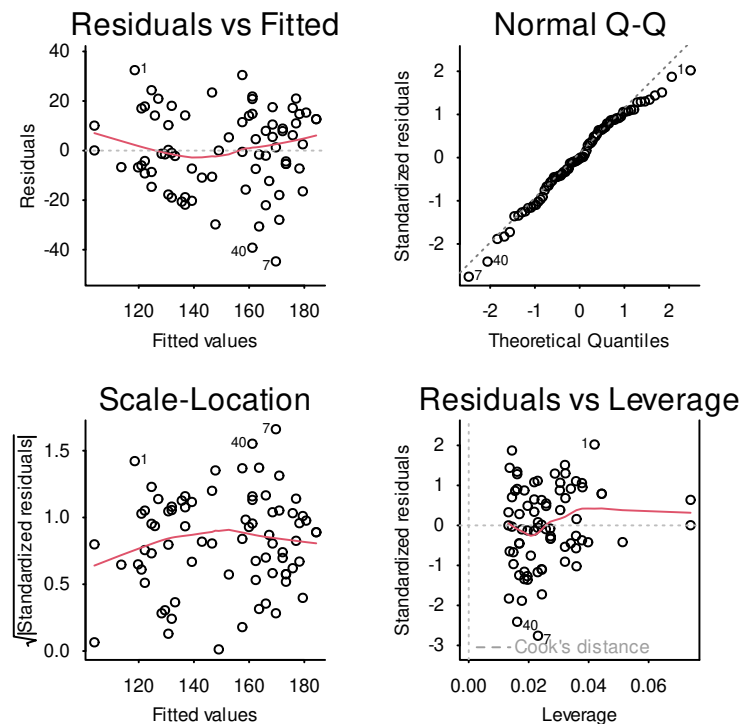 Residuals vs Fitted
Residuals
40
20
0
-20
-40
1
40
7
120 140 160 180
Fitted values
Normal Q-Q
Standardized residuals
2
1
0
-1
-2
1
40
7
-2 -1 0 1 2
Theoretical Quantiles
Scale-Location
√|Standardized residuals|
1.5
1.0
0.5
0.0
7
40
1
120 140 160 180
Fitted values
Residuals vs Leverage
Standardized residuals
2
1
0
-1
-2
-3
1
40
7
Cook's distance
0.00 0.02 0.04 0.06
Leverage